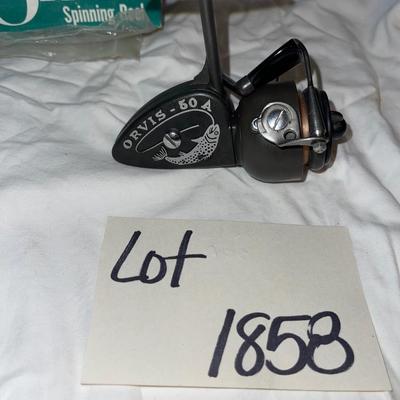 Spinning Reel
ORVIS - 50 A
Lot
1858